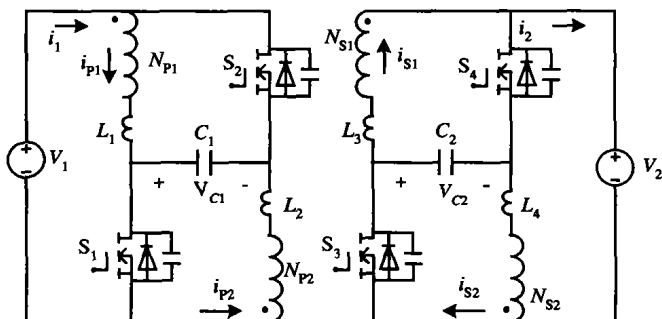 i1
iP1
NP1
S2
NS1
iS1
i2
S4
L1
C1
L3
C2
V1
+
-
+
-
+
-
VC1
+
-
VC2
V2
L2
L4
S1
S3
iP2
NP2
iS2
NS2